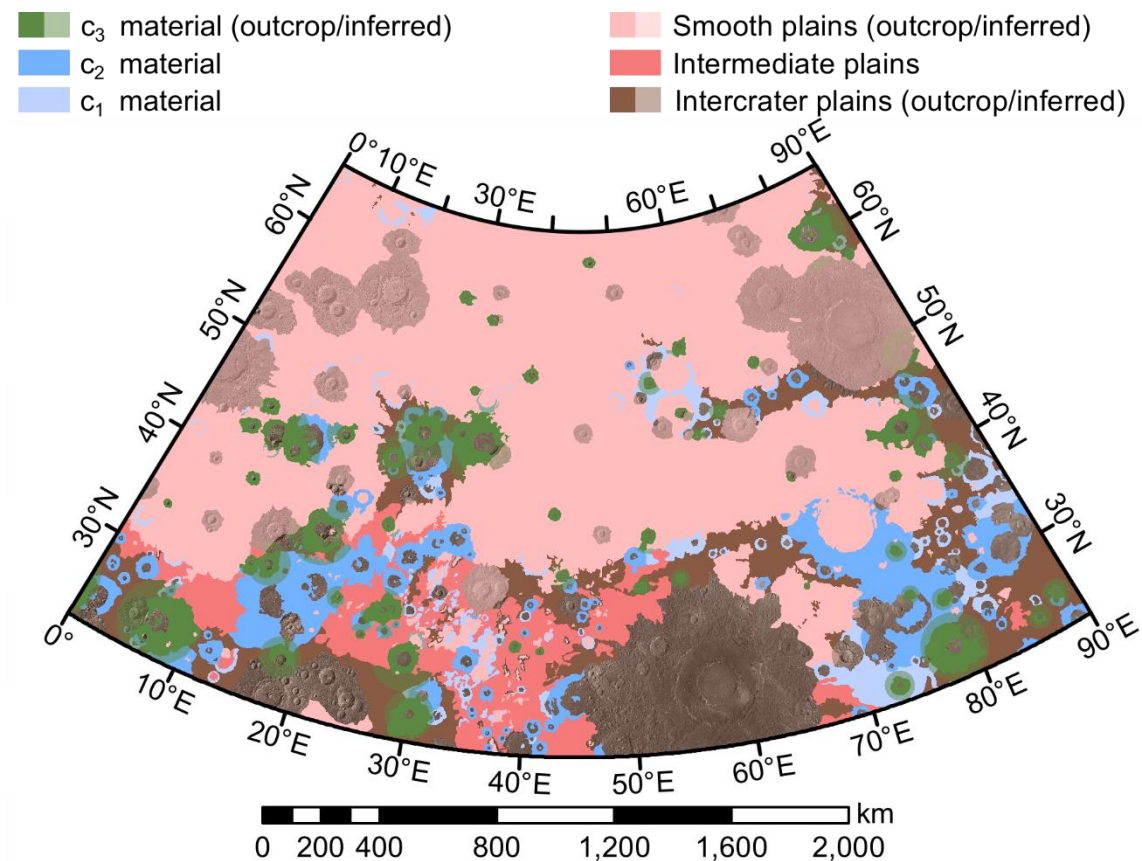 c₃ material (outcrop/inferred)
c₂ material
c₁ material
Smooth plains (outcrop/inferred)
Intermediate plains
Intercrater plains (outcrop/inferred)
0° 10°E 30°E 60°E 90°E
60°N 60°N
50°N 50°N
40°N 40°N
30°N 30°N
0° 10°E 20°E 30°E 40°E 50°E 60°E 70°E 80°E 90°E
km
0 200 400 800 1,200 1,600 2,000